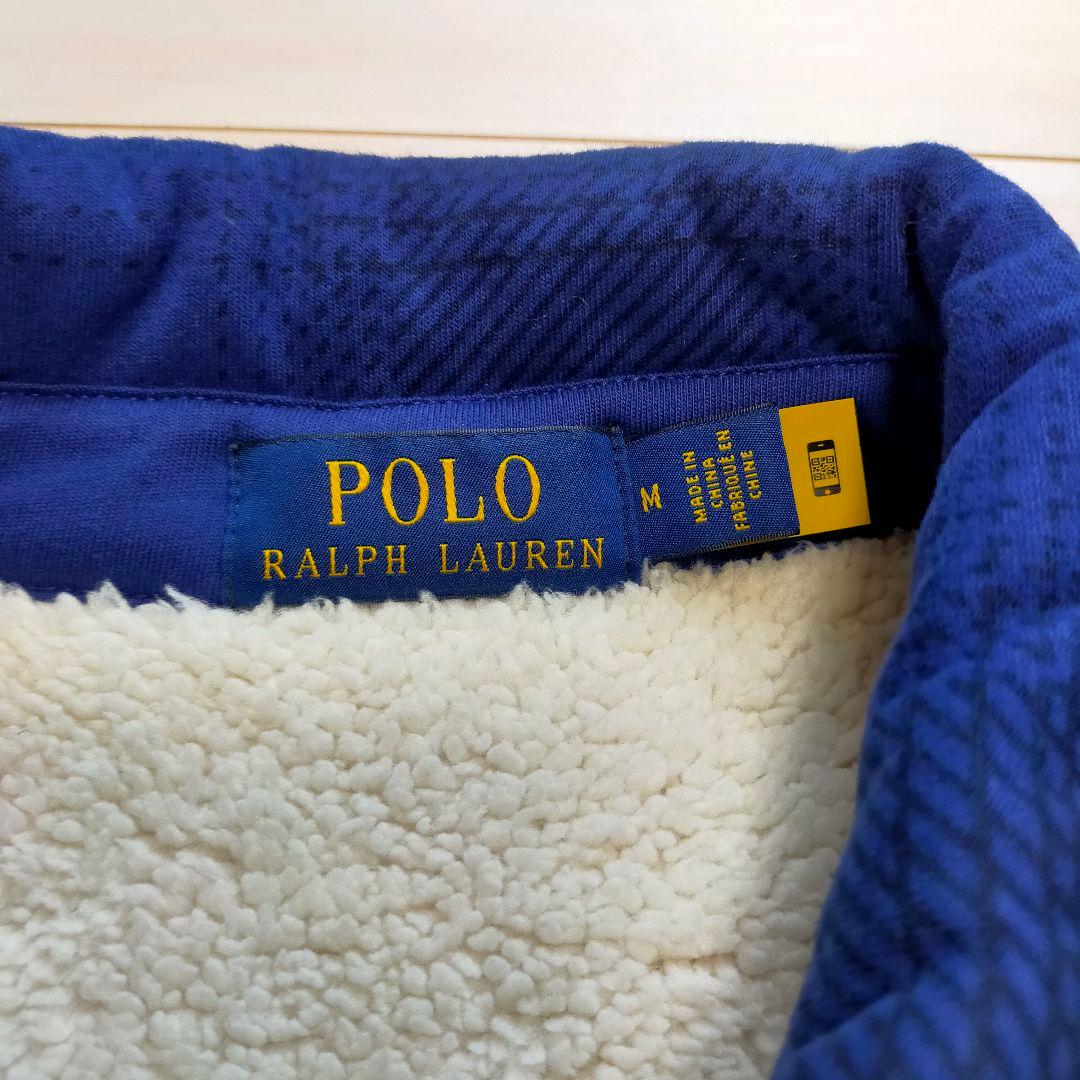 POLO
RALPH LAUREN
M
MADE IN
CHINA
FABRIQUÉ EN
CHINE